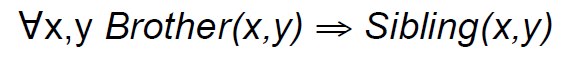 ∀x,y Brother(x,y) ⇒ Sibling(x,y)